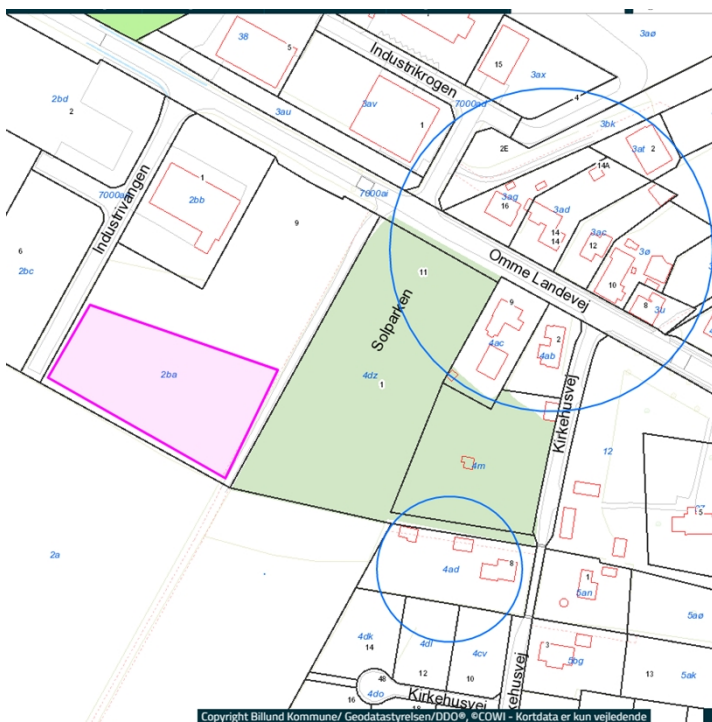 38
5
Industrikrogen
15
3ax
3aø
2bd
2
3au
3av
1
7000ad
4
3bk
2E
3at
2
14A
1
2bb
7000ai
3ag
16
3ad
14
14
3ac
12
3ø
10
8
3u
Industrivangen
9
6
2bc
11
Omme Landevej
Solparken
9
4ac
2
4ab
2ba
4dz
1
Kirkehusvej
12
4m
2a
4ad
8
1
5an
5aø
4dk
14
4dl
12
4cv
10
3
5bg
13
5ak
48
4do
Kirkehusvej
16
18
Copyright Billund Kommune/ Geodatastyrelsen/DDO®, ©COWI - Kortdata er kun vejledende